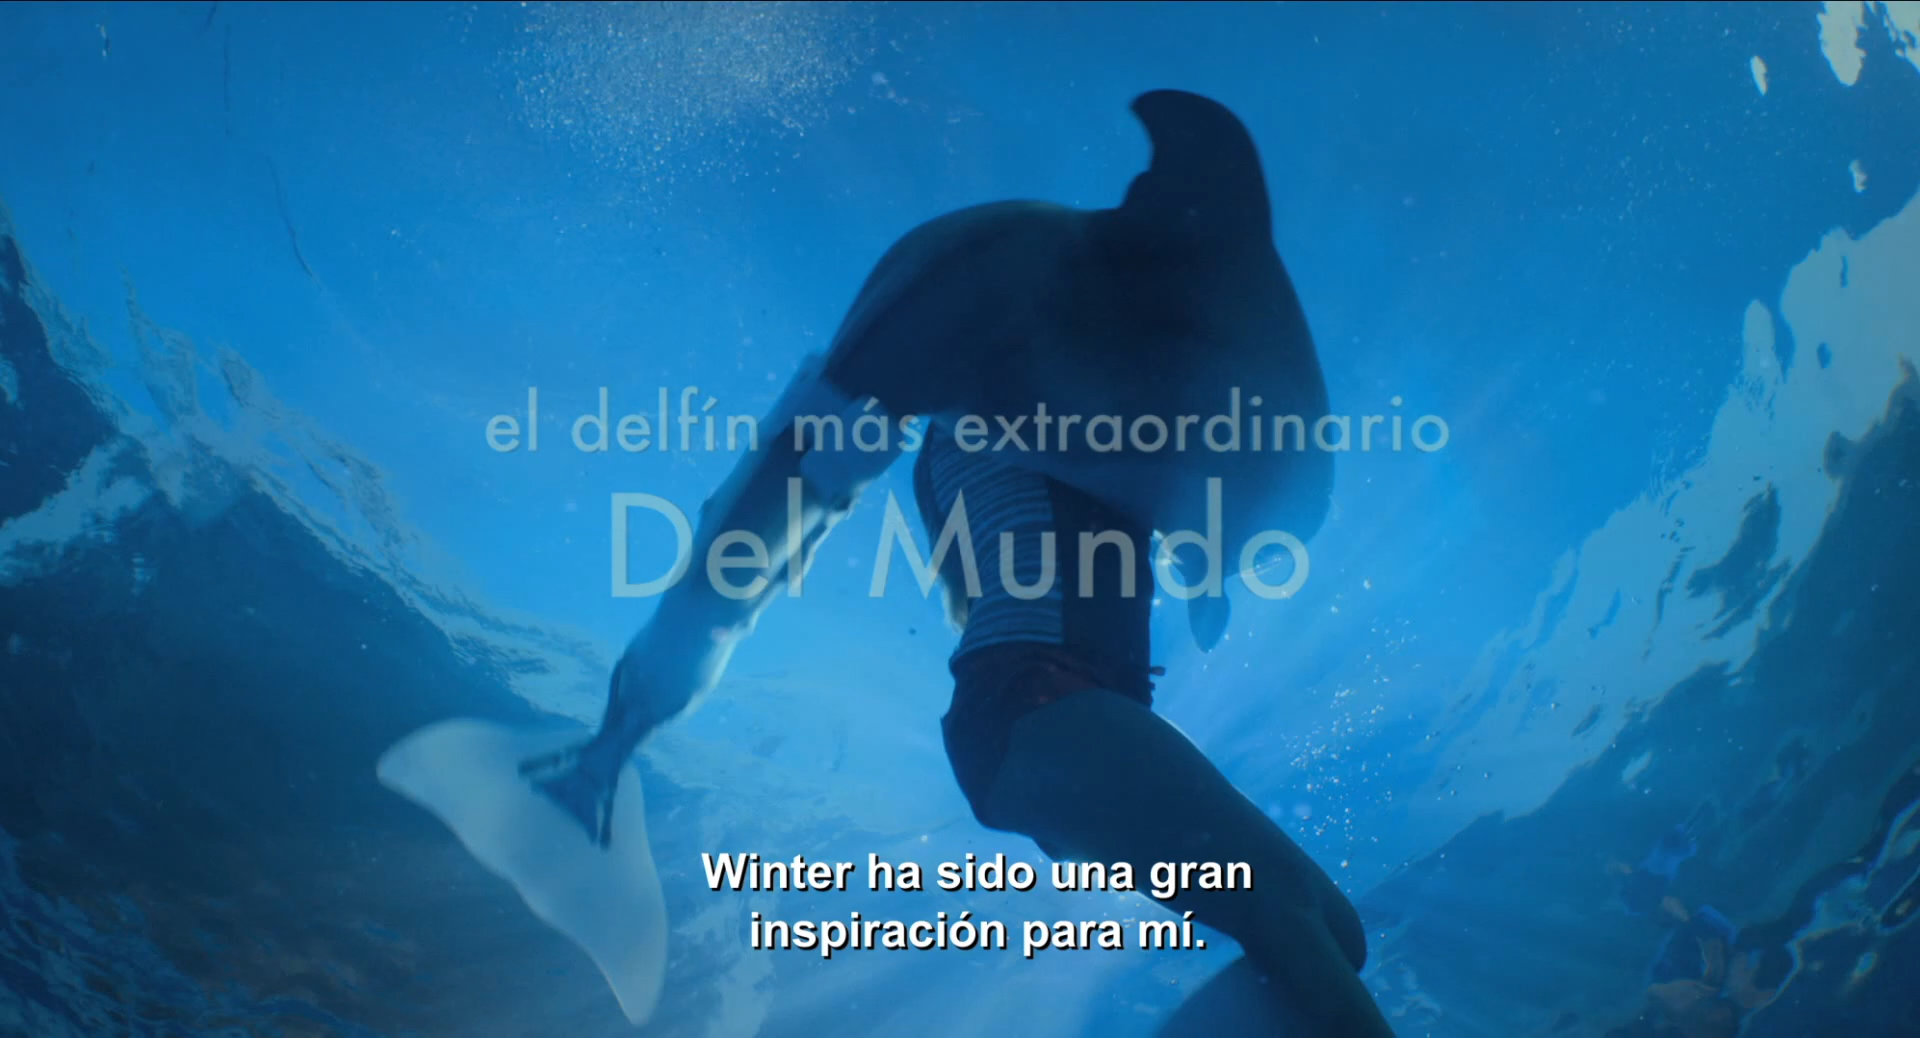 el delfín más extraordinario
Del Mundo
Winter ha sido una gran
inspiración para mí.